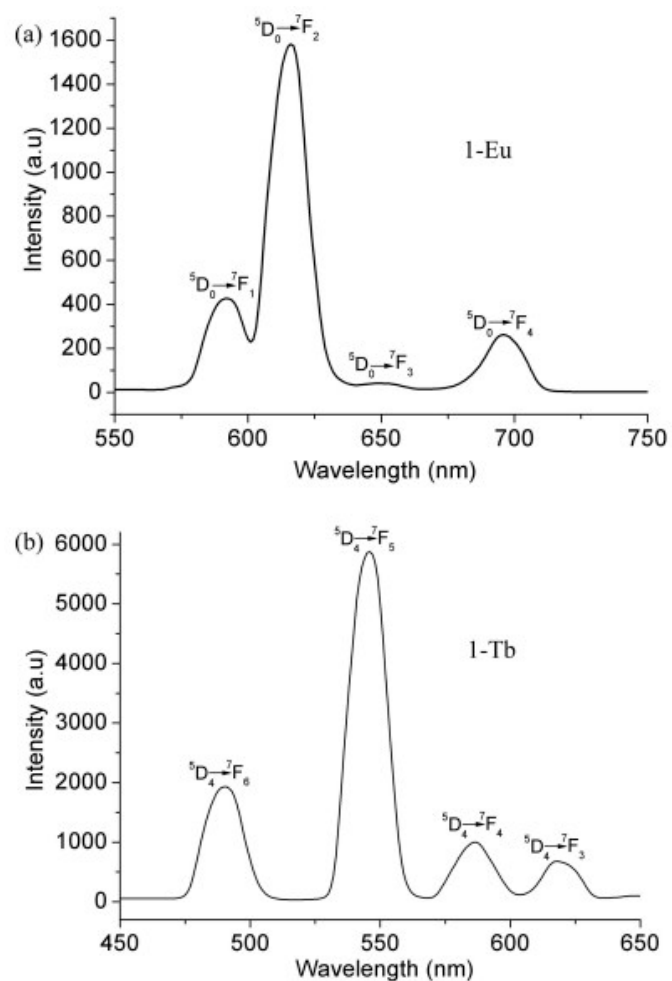 (a)
⁵D₀→⁷F₂
1600
1400
1200
1000
800
600
400
200
0
Intensity (a.u)
1-Eu
⁵D₀→⁷F₁
⁵D₀→⁷F₃
⁵D₀→⁷F₄
550 600 650 700 750
Wavelength (nm)
(b)
⁵D₄→⁷F₅
6000
5000
4000
3000
2000
1000
0
Intensity (a.u)
1-Tb
⁵D₄→⁷F₆
⁵D₄→⁷F₄
⁵D₄→⁷F₃
450 500 550 600 650
Wavelength (nm)